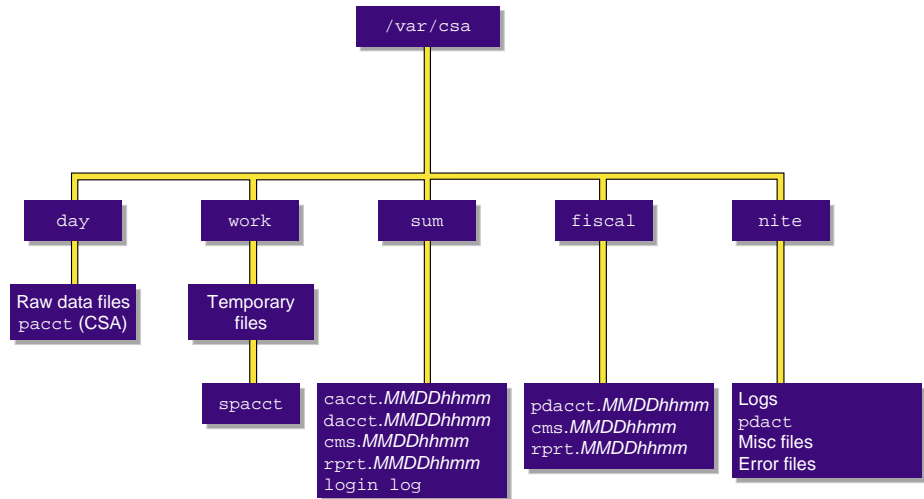 /var/csa
day
work
sum
fiscal
nite
Raw data files
pacct (CSA)
Temporary
files
spacct
cacct.MMDDhhmm
dacct.MMDDhhmm
cms.MMDDhhmm
rprt.MMDDhhmm
login log
pdacct.MMDDhhmm
cms.MMDDhhmm
rprt.MMDDhhmm
Logs
pdact
Misc files
Error files